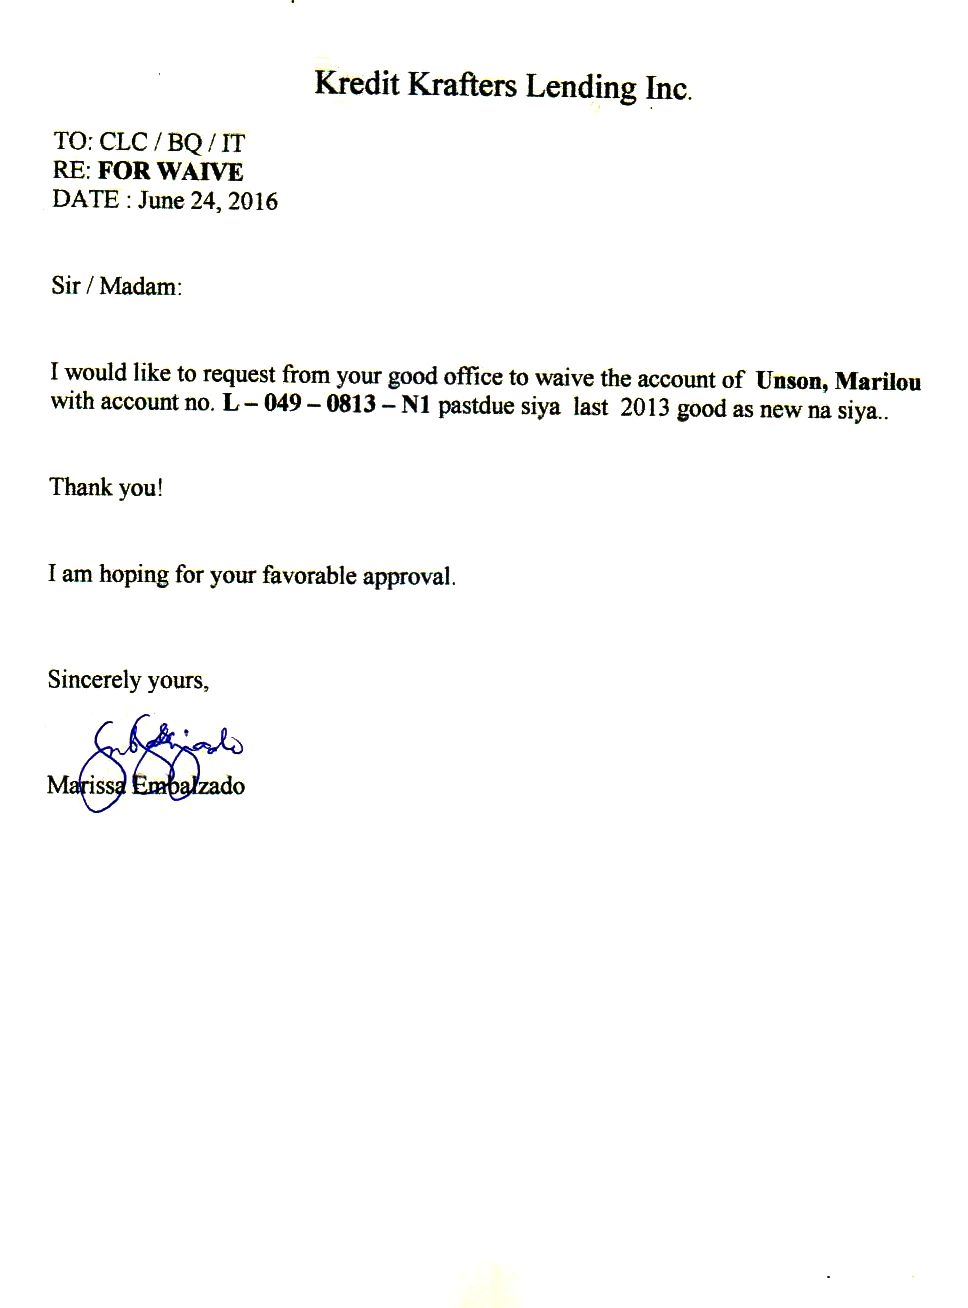 Kredit Krafters Lending Inc.
TO: CLC / BQ / IT
RE: FOR WAIVE
DATE : June 24, 2016
Sir / Madam:
I would like to request from your good office to waive the account of Unson, Marilou
with account no. L – 049 – 0813 – N1 pastdue siya last 2013 good as new na siya..
Thank you!
I am hoping for your favorable approval.
Sincerely yours,
Marissa Embalzado